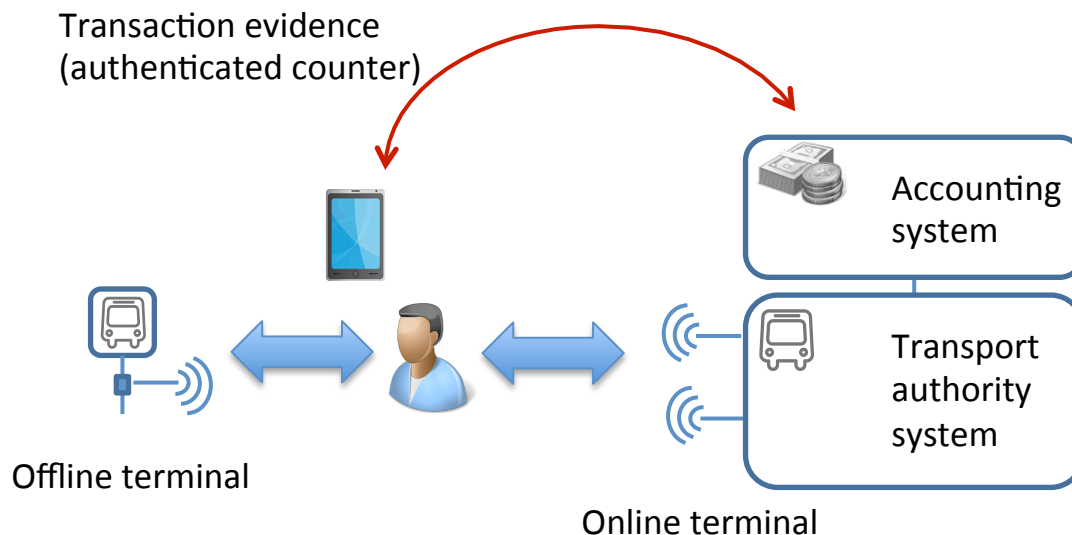 Transaction evidence
(authenticated counter)
Accounting
system
Transport
authority
system
Offline terminal
Online terminal